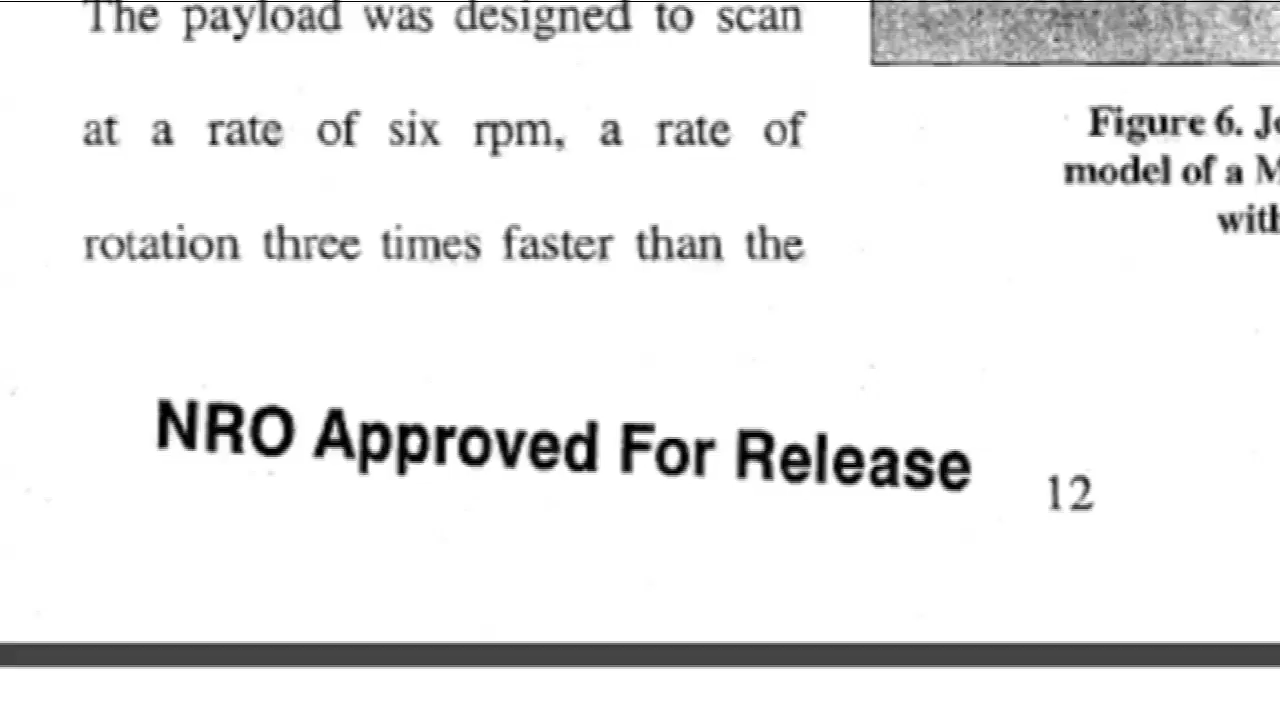 The payload was designed to scan
at a rate of six rpm, a rate of
rotation three times faster than the
Figure 6.
model of a
with
NRO Approved For Release
12